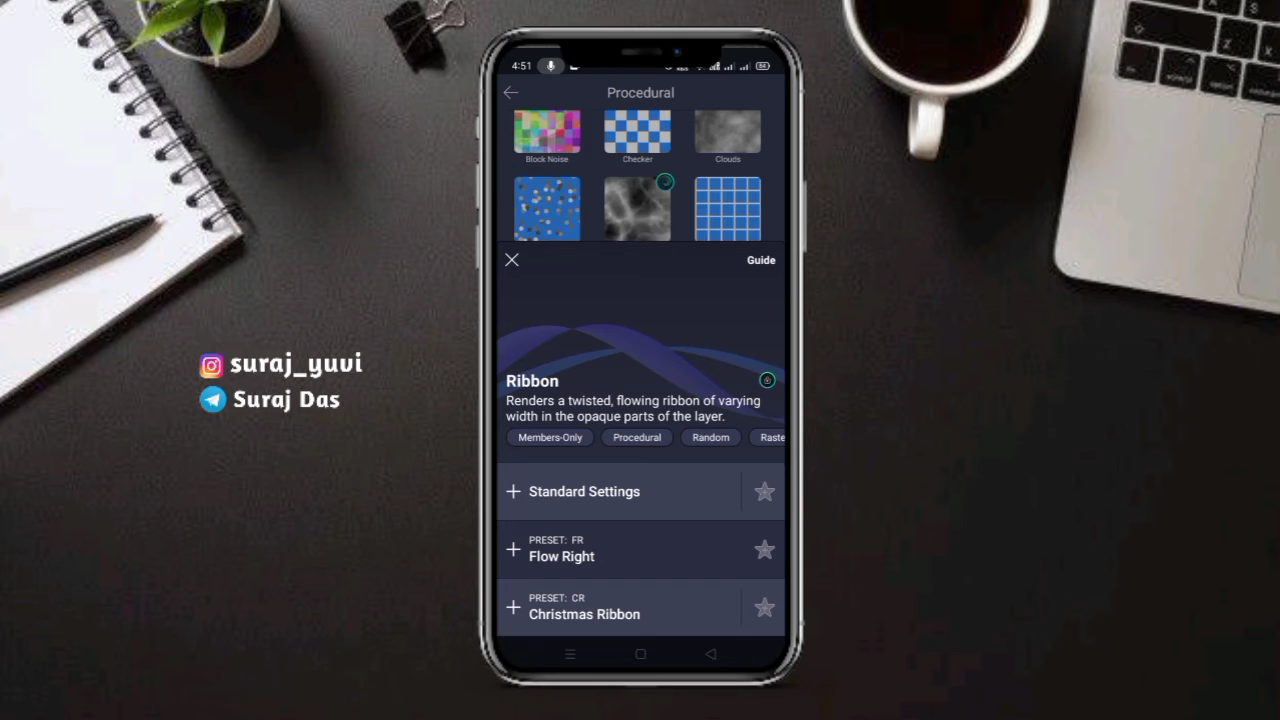 4:51
64
Procedural
Block Noise
Checker
Clouds
Guide
Ribbon
Renders a twisted, flowing ribbon of varying
width in the opaque parts of the layer.
Members-Only
Procedural
Random
Raste
+ Standard Settings
PRESET: FR
+ Flow Right
PRESET: CR
+ Christmas Ribbon
suraj_yuvi
Suraj Das